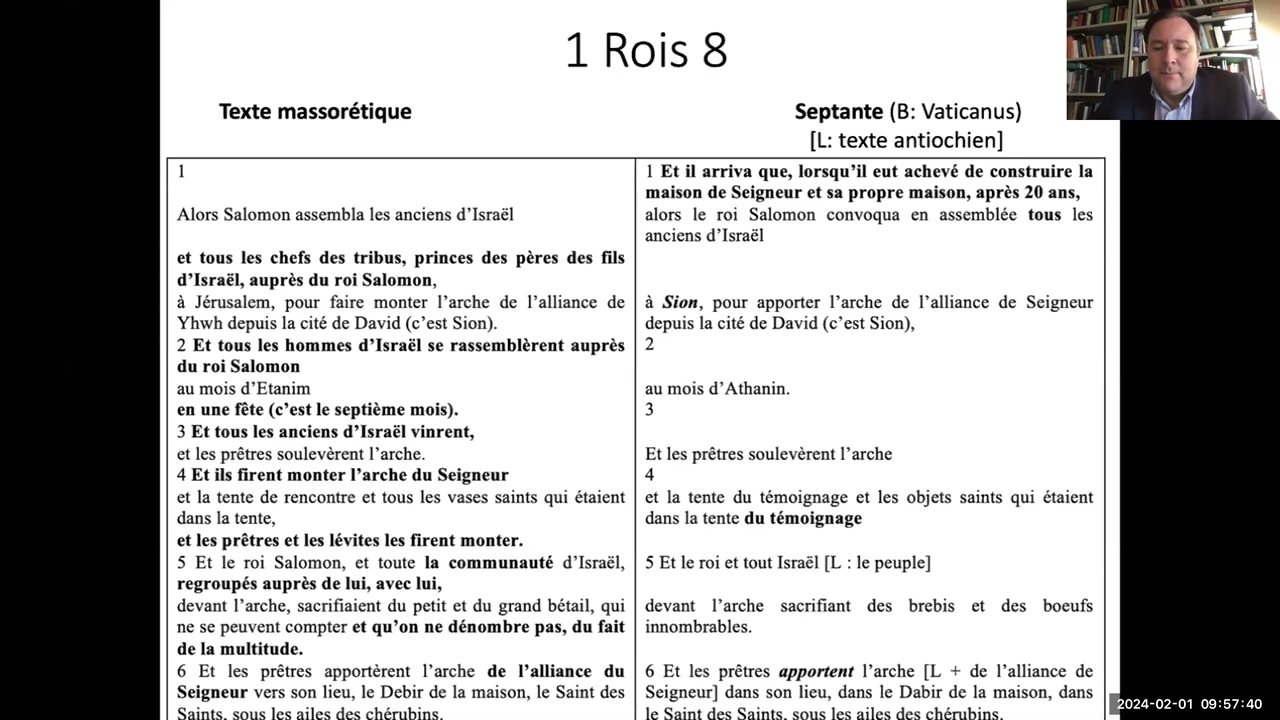 1 Rois 8
Texte massorétique
Septante (B: Vaticanus)
[L: texte antiochien]
1
Alors Salomon assembla les anciens d’Israël
et tous les chefs des tribus, princes des pères des fils
d’Israël, auprès du roi Salomon,
à Jérusalem, pour faire monter l’arche de l’alliance de
Yhwh depuis la cité de David (c’est Sion).
2 Et tous les hommes d’Israël se rassemblèrent auprès
du roi Salomon
au mois d’Etanim
en une fête (c’est le septième mois).
3 Et tous les anciens d’Israël vinrent,
et les prêtres soulevèrent l’arche.
4 Et ils firent monter l’arche du Seigneur
et la tente de rencontre et tous les vases saints qui étaient
dans la tente,
et les prêtres et les lévites les firent monter.
5 Et le roi Salomon, et toute la communauté d’Israël,
regroupés auprès de lui, avec lui,
devant l’arche, sacrifiaient du petit et du grand bétail, qui
ne se peuvent compter et qu’on ne dénombre pas, du fait
de la multitude.
6 Et les prêtres apportèrent l’arche de l’alliance du
Seigneur vers son lieu, le Debir de la maison, le Saint des
Saints, sous les ailes des chérubins.
1 Et il arriva que, lorsqu’il eut achevé de construire la
maison de Seigneur et sa propre maison, après 20 ans,
alors le roi Salomon convoqua en assemblée tous les
anciens d’Israël
à Sion, pour apporter l’arche de l’alliance de Seigneur
depuis la cité de David (c’est Sion),
2
au mois d’Athanin.
3
Et les prêtres soulevèrent l’arche
4
et la tente du témoignage et les objets saints qui étaient
dans la tente du témoignage
5 Et le roi et tout Israël [L : le peuple]
devant l’arche sacrifiant des brebis et des boeufs
innombrables.
6 Et les prêtres apportent l’arche [L + de l’alliance de
Seigneur] dans son lieu, dans le Dabir de la maison, dans
le Saint des Saints, sous les ailes des chérubins.
2024-02-01 09:57:40